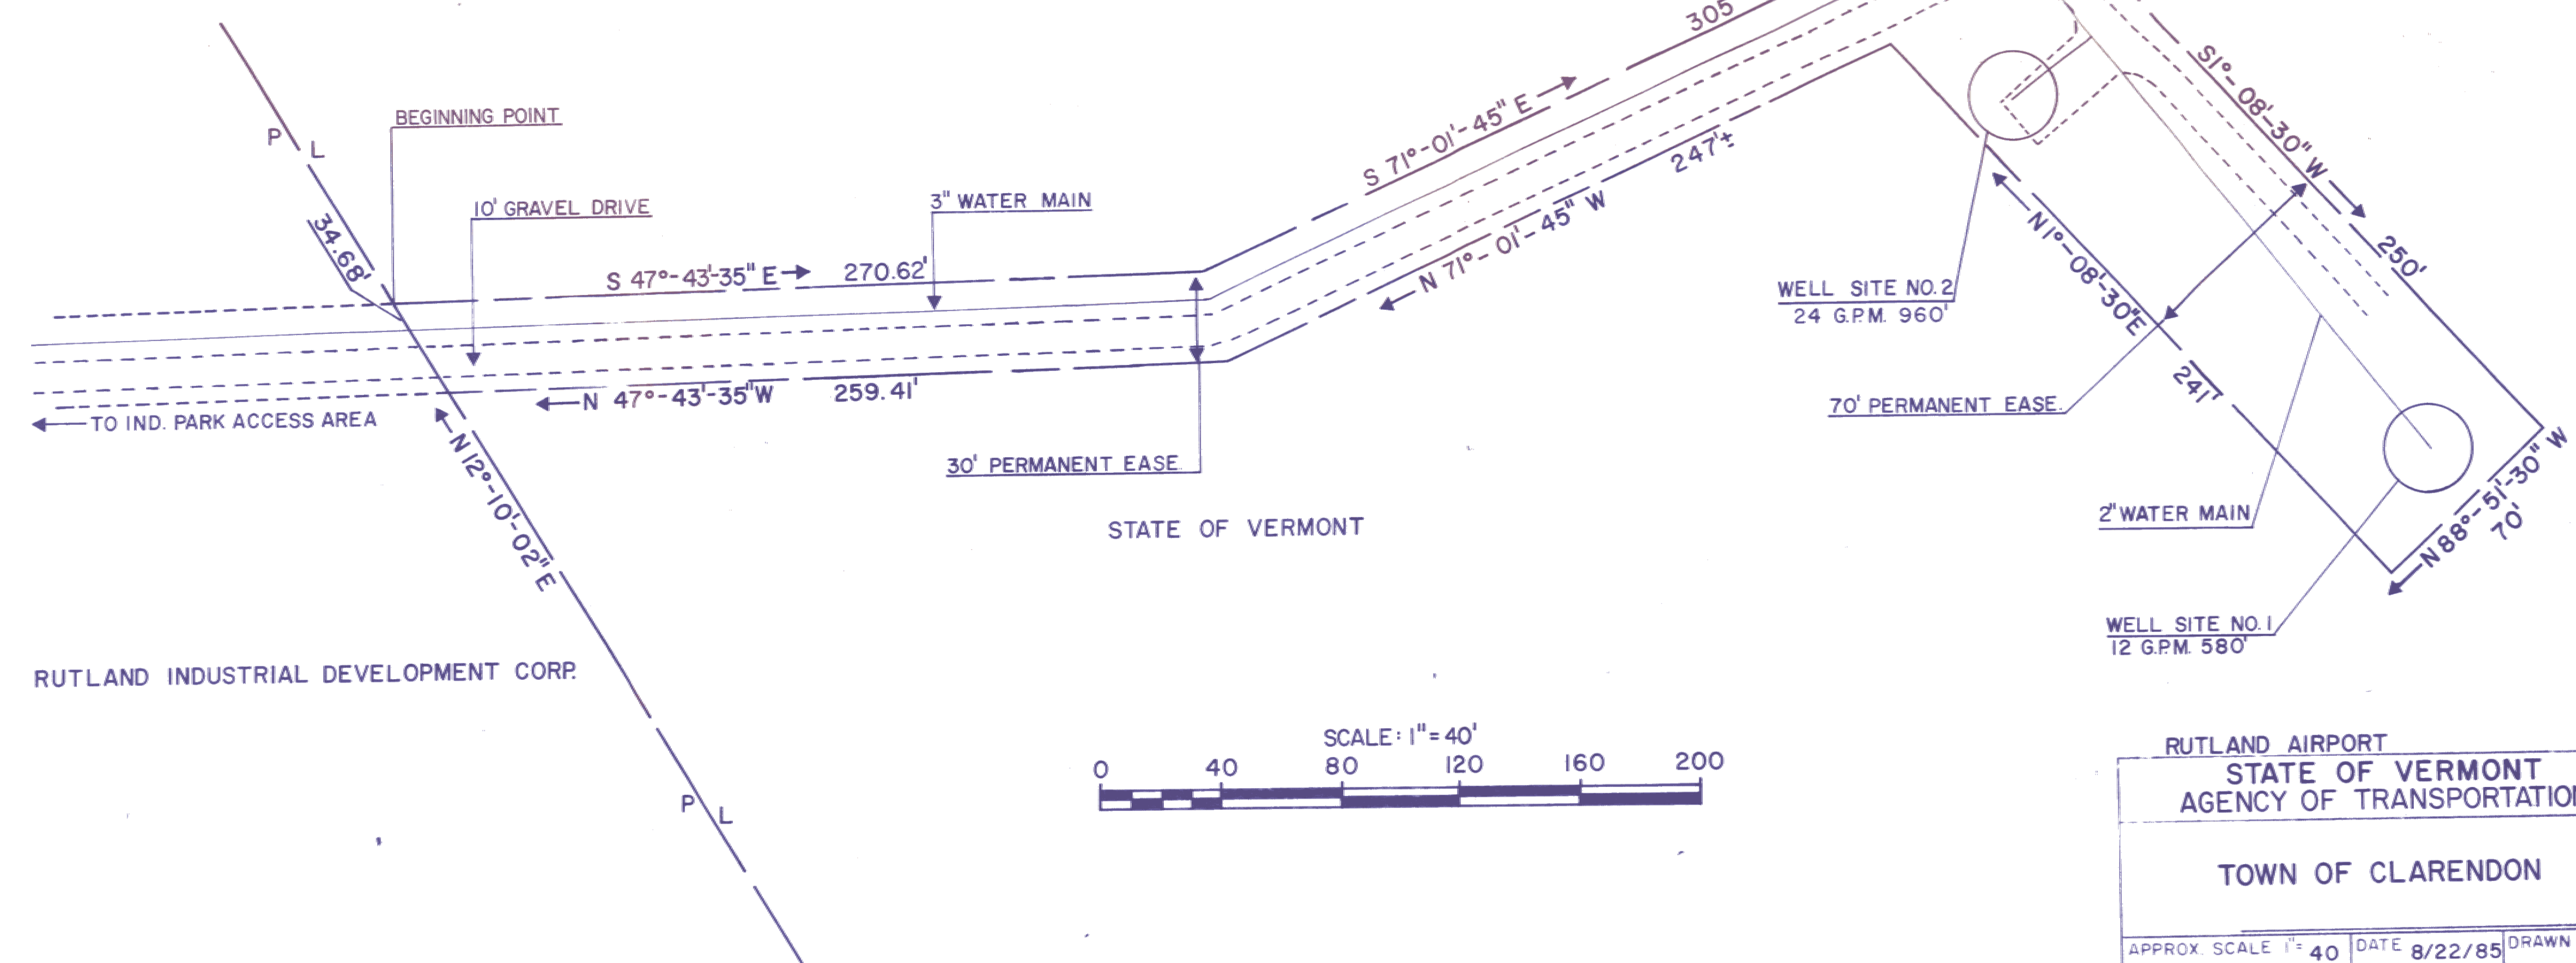 305
S 71°-01'-45" E
S1°-08'-30" W
P L
BEGINNING POINT
34.68'
10' GRAVEL DRIVE
3" WATER MAIN
247'±
N 71°-01'-45" W
N1°-08'-30"E
250'
S 47°-43'-35" E
270.62'
WELL SITE NO. 2
24 G.P.M. 960'
N 47°-43'-35"W
259.41'
TO IND. PARK ACCESS AREA
241'
70' PERMANENT EASE.
N 12°-10'-02" E
30' PERMANENT EASE.
N 88°-51'-30" W
70'
2" WATER MAIN
STATE OF VERMONT
WELL SITE NO. 1
12 G.P.M. 580'
RUTLAND INDUSTRIAL DEVELOPMENT CORP.
P L
SCALE: 1" = 40'
0 40 80 120 160 200
RUTLAND AIRPORT
STATE OF VERMONT
AGENCY OF TRANSPORTATION
TOWN OF CLARENDON
APPROX. SCALE 1"= 40 DATE 8/22/85 DRAWN